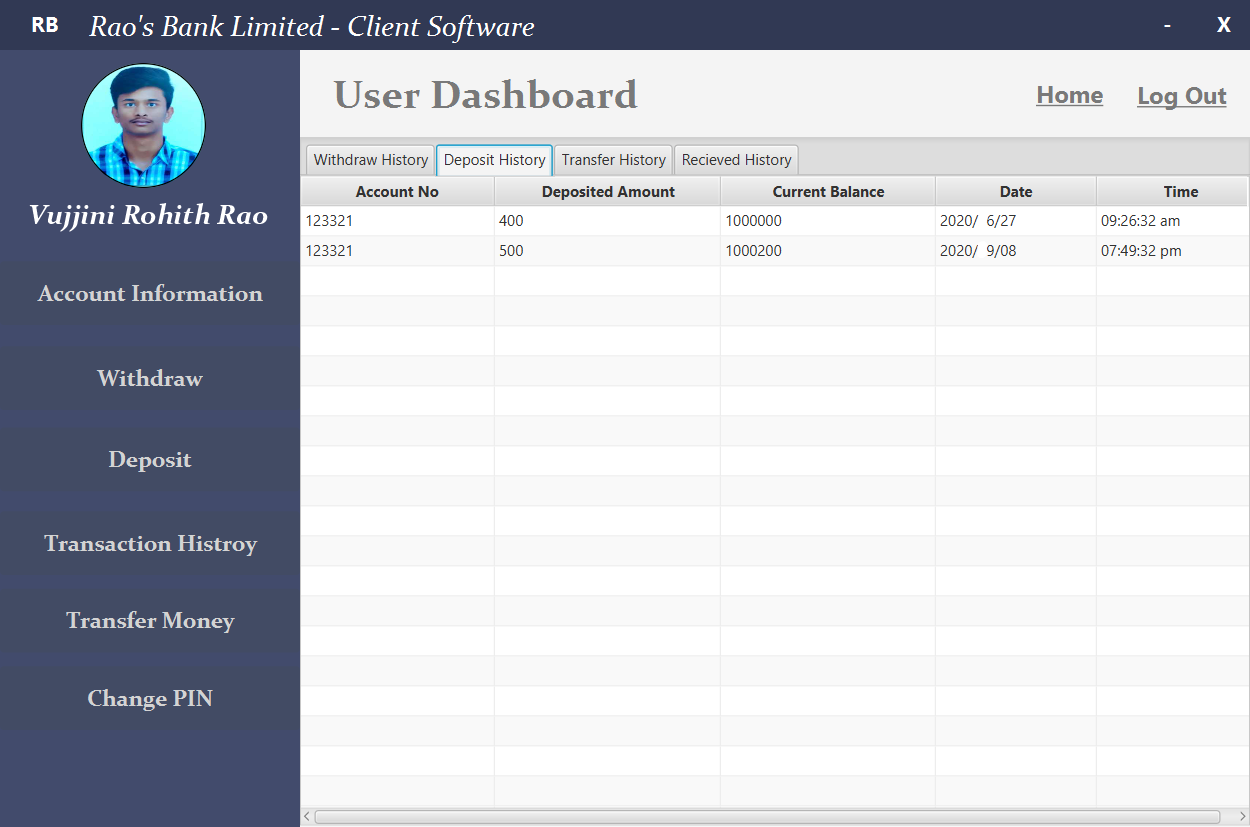 RB Rao's Bank Limited - Client Software - X
Vujjini Rohith Rao
Account Information
Withdraw
Deposit
Transaction Histroy
Transfer Money
Change PIN
User Dashboard Home Log Out
Withdraw History Deposit History Transfer History Recieved History
Account No Deposited Amount Current Balance Date Time
123321 400 1000000 2020/ 6/27 09:26:32 am
123321 500 1000200 2020/ 9/08 07:49:32 pm